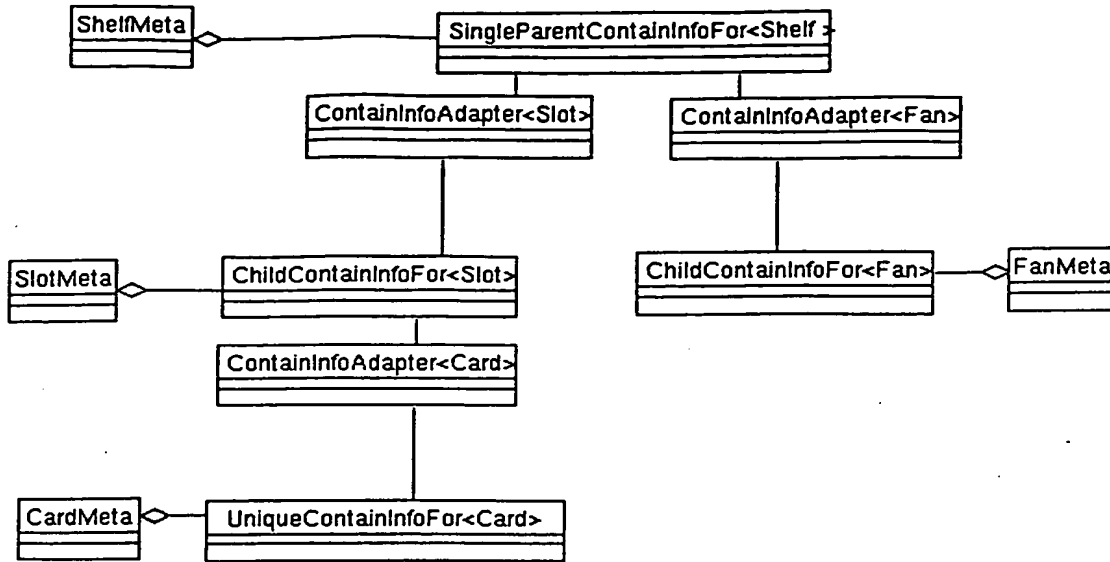 ShelfMeta
SingleParentContainInfoFor<Shelf >
ContainInfoAdapter<Slot>
ContainInfoAdapter<Fan>
SlotMeta
ChildContainInfoFor<Slot>
ChildContainInfoFor<Fan>
FanMeta
ContainInfoAdapter<Card>
CardMeta
UniqueContainInfoFor<Card>